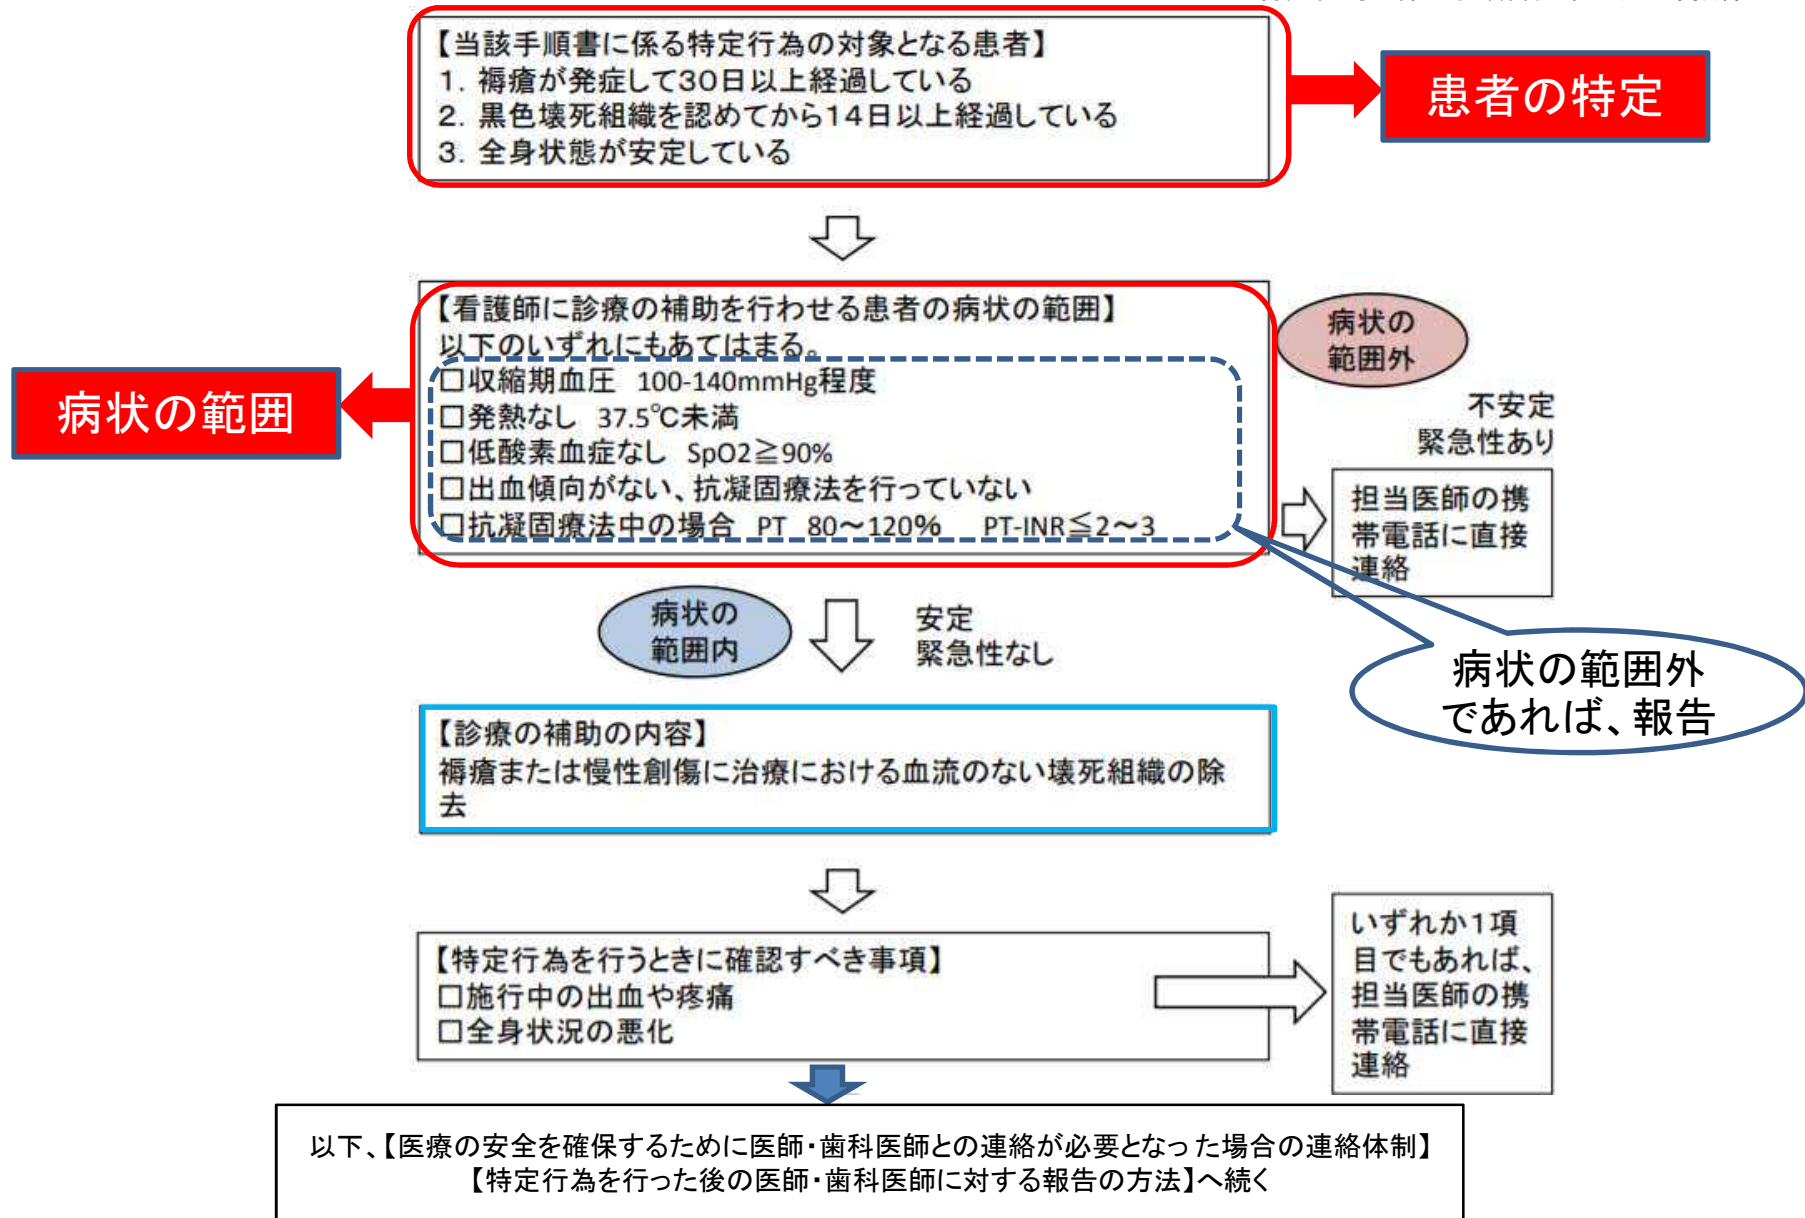 【当該手順書に係る特定行為の対象となる患者】
1. 褥瘡が発症して30日以上経過している
2. 黒色壊死組織を認めてから14日以上経過している
3. 全身状態が安定している
患者の特定
【看護師に診療の補助を行わせる患者の病状の範囲】
以下のいずれにもあてはまる。
□収縮期血圧 100-140mmHg程度
□発熱なし 37.5℃未満
□低酸素血症なし SpO2≧90%
□出血傾向がない、抗凝固療法を行っていない
□抗凝固療法中の場合 PT 80～120% PT-INR≦2～3
病状の範囲
病状の
範囲外
不安定
緊急性あり
担当医師の携
帯電話に直接
連絡
病状の
範囲内
安定
緊急性なし
病状の範囲外
であれば、報告
【診療の補助の内容】
褥瘡または慢性創傷に治療における血流のない壊死組織の除
去
【特定行為を行うときに確認すべき事項】
□施行中の出血や疼痛
□全身状況の悪化
いずれか1項
目でもあれば、
担当医師の携
帯電話に直接
連絡
以下、【医療の安全を確保するために医師・歯科医師との連絡が必要となった場合の連絡体制】
【特定行為を行った後の医師・歯科医師に対する報告の方法】へ続く